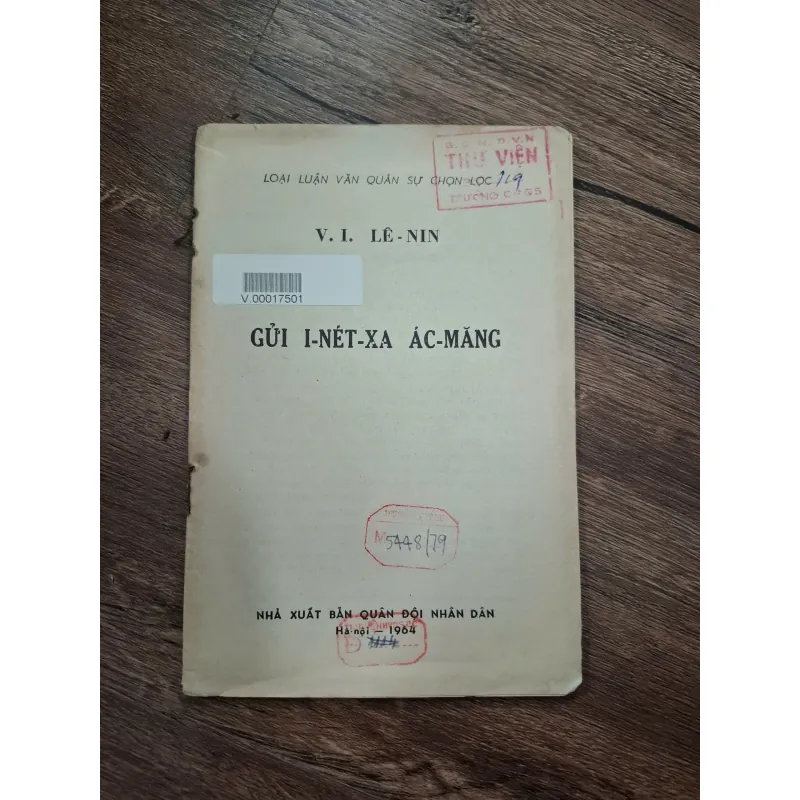 THƯ VIỆN
119
LOẠI LUẬN VĂN QUÂN SỰ CHỌN LỌC
V. I. LÊ-NIN
V.00017501
GỬI I-NÉT-XA ÁC-MĂNG
M 5448/79
NHÀ XUẤT BẢN QUÂN ĐỘI NHÂN DÂN
Hà-nội — 1964
Đ